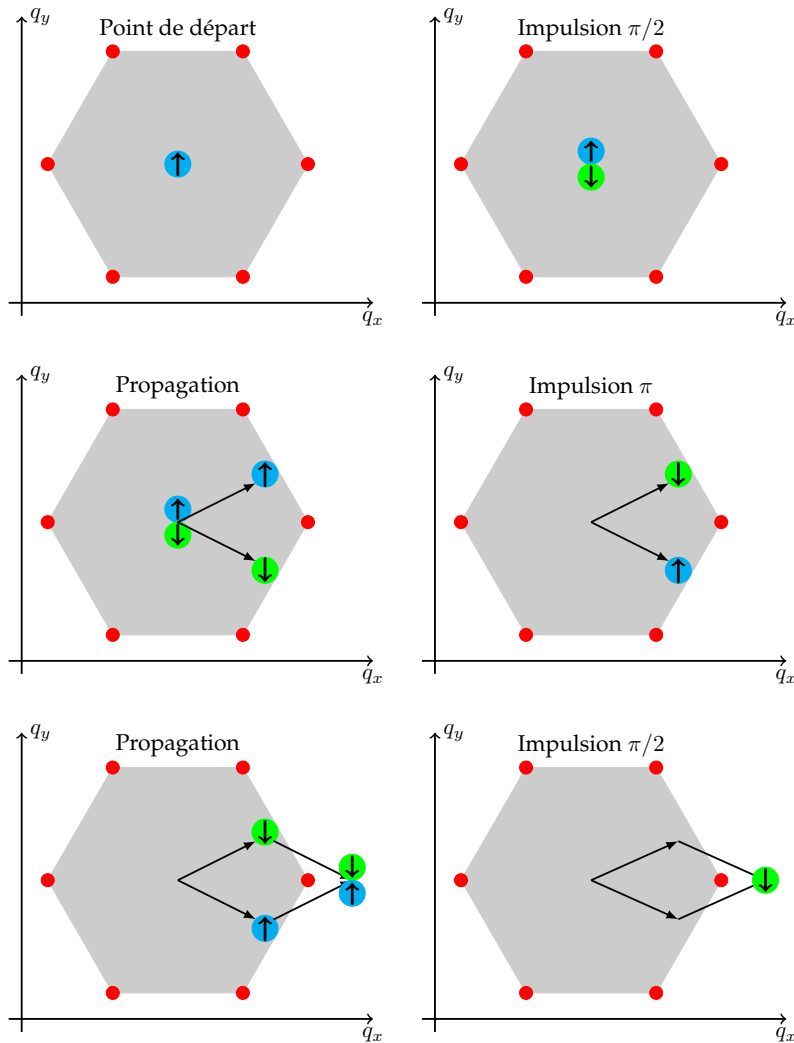 q_y
Point de départ
q_x
q_y
Impulsion π/2
q_x
q_y
Propagation
q_x
q_y
Impulsion π
q_x
q_y
Propagation
q_x
q_y
Impulsion π/2
q_x